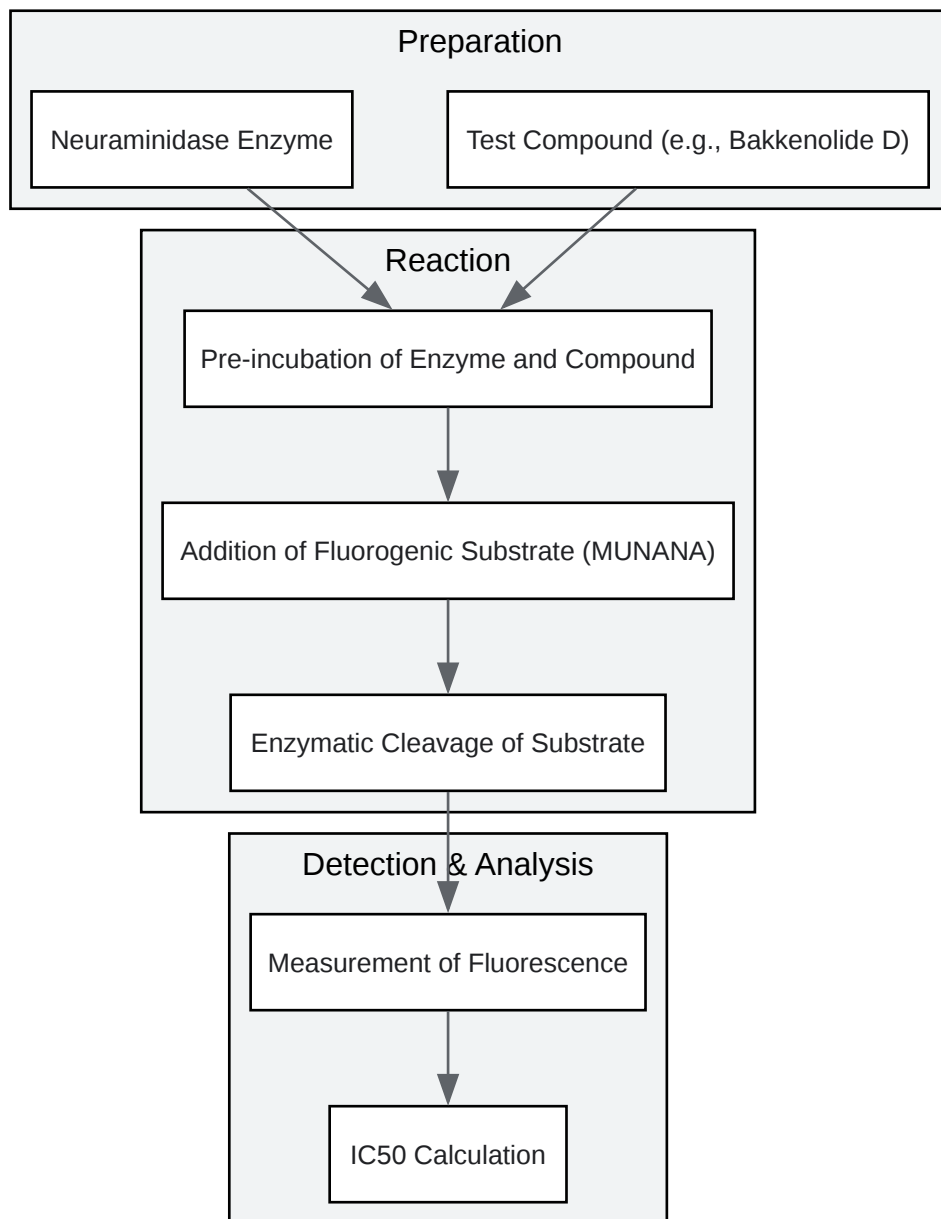 Preparation
Neuraminidase Enzyme
Test Compound (e.g., Bakkenolide D)
Reaction
Pre-incubation of Enzyme and Compound
Addition of Fluorogenic Substrate (MUNANA)
Enzymatic Cleavage of Substrate
Detection & Analysis
Measurement of Fluorescence
IC50 Calculation